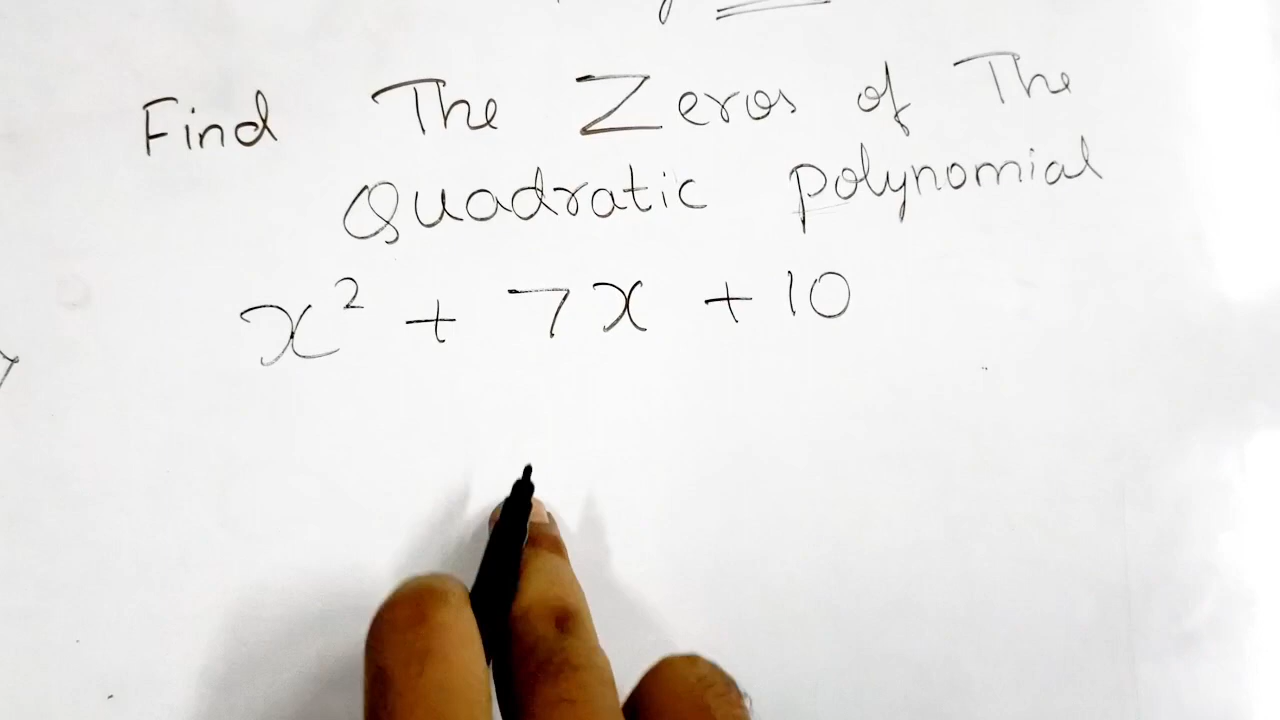 Find The Zeros of The
Quadratic polynomial
x² + 7x + 10